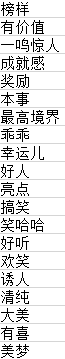 榜样
有价值
一鸣惊人
成就感
奖励
本事
最高境界
乖乖
幸运儿
好人
亮点
搞笑
笑哈哈
好听
欢笑
诱人
清纯
大美
有喜
美梦